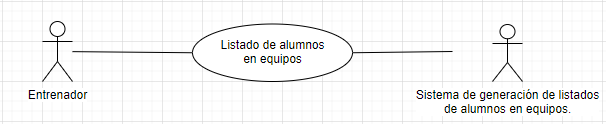 Listado de alumnos
en equipos
Entrenador
Sistema de generación de listados
de alumnos en equipos.